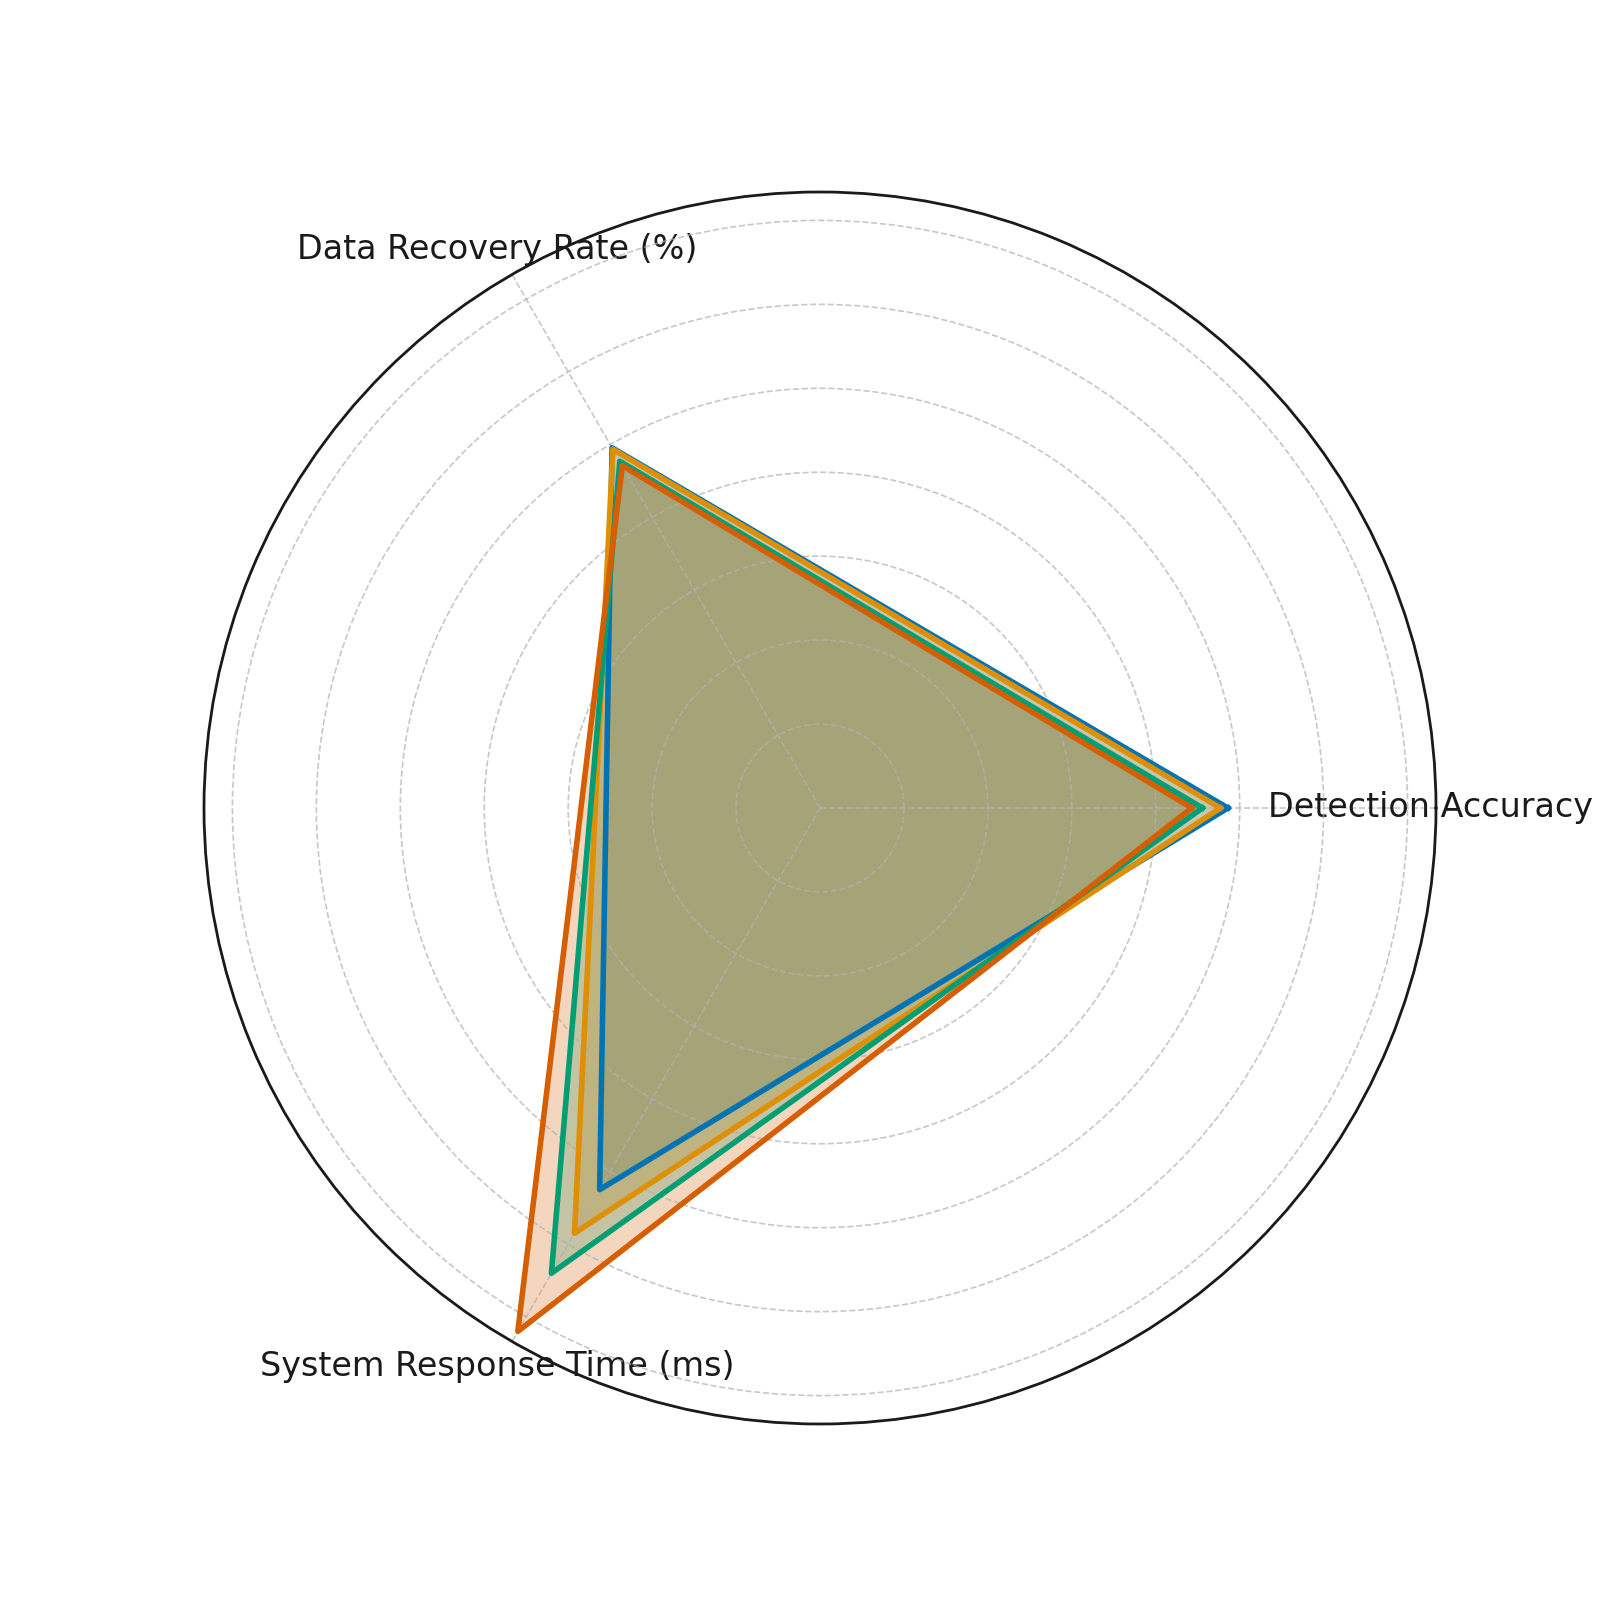 Data Recovery Rate (%)
Detection Accuracy
System Response Time (ms)